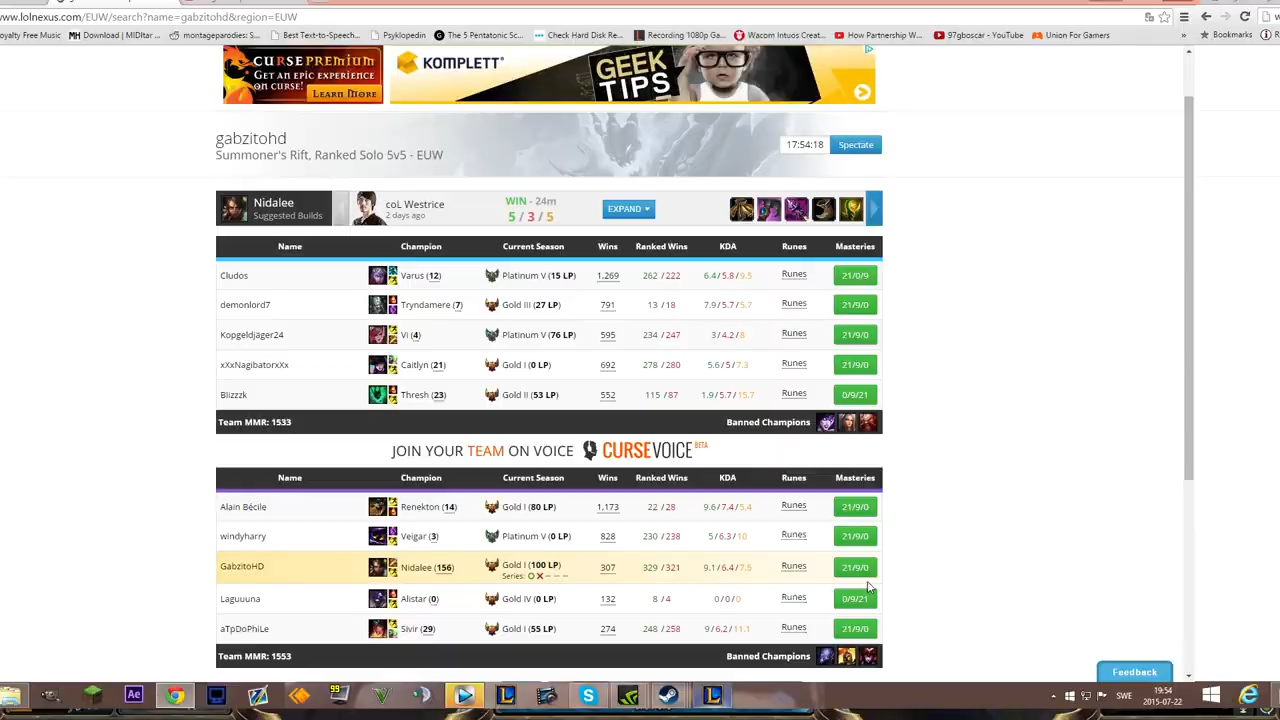 www.lolnexus.com/EUW/search?name=gabzitohd&region=EUW
oyalty Free Music MH Download | MIDItar ... montageparodies: S... Best Text-to-Speech... Psyklopedin The 5 Pentatonic Sc... Check Hard Disk Re... Recording 1080p Ga... Wacom Intuos Creat... How Partnership W... 97gboscar - YouTube Union For Gamers » Bookmarks
CURSE PREMIUM
GET AN EPIC EXPERIENCE
ON CURSE!
LEARN MORE
KOMPLETT™
GEEK
TIPS
gabzitohd
Summoner's Rift, Ranked Solo 5v5 - EUW
17:54:18 Spectate
Nidalee
Suggested Builds
coL Westrice
2 days ago
WIN - 24m
5 / 3 / 5
EXPAND
Name Champion Current Season Wins Ranked Wins KDA Runes Masteries
Cludos Varus (12) Platinum V (15 LP) 1,269 262 / 222 6.4 / 5.8 / 9.5 Runes 21/0/9
demonlord7 Tryndamere (7) Gold III (27 LP) 791 13 / 18 7.9 / 5.7 / 5.7 Runes 21/9/0
Kopgeldjäger24 Vi (4) Platinum V (76 LP) 595 234 / 247 3 / 4.2 / 8 Runes 21/9/0
xXxNagibatorxXx Caitlyn (21) Gold I (0 LP) 692 278 / 280 5.6 / 5 / 7.3 Runes 21/9/0
Blizzzk Thresh (23) Gold II (53 LP) 552 115 / 87 1.9 / 5.7 / 15.7 Runes 0/9/21
Team MMR: 1533 Banned Champions
JOIN YOUR TEAM ON VOICE CURSEVOICE BETA
Name Champion Current Season Wins Ranked Wins KDA Runes Masteries
Alain Bécile Renekton (14) Gold I (80 LP) 1,173 22 / 28 9.6 / 7.4 / 5.4 Runes 21/9/0
windyharry Veigar (3) Platinum V (0 LP) 828 230 / 238 5 / 6.3 / 10 Runes 21/9/0
GabzitoHD Nidalee (156) Gold I (100 LP) 307 329 / 321 9.1 / 6.4 / 7.5 Runes 21/9/0
Series:
Laguuuna Alistar (0) Gold IV (0 LP) 132 8 / 4 0 / 0 / 0 Runes 0/9/21
aTpDoPhiLe Sivir (29) Gold I (55 LP) 274 248 / 258 9 / 6.2 / 11.1 Runes 21/9/0
Team MMR: 1553 Banned Champions
Feedback
Ae 99 SWE 19:54
2015-07-22